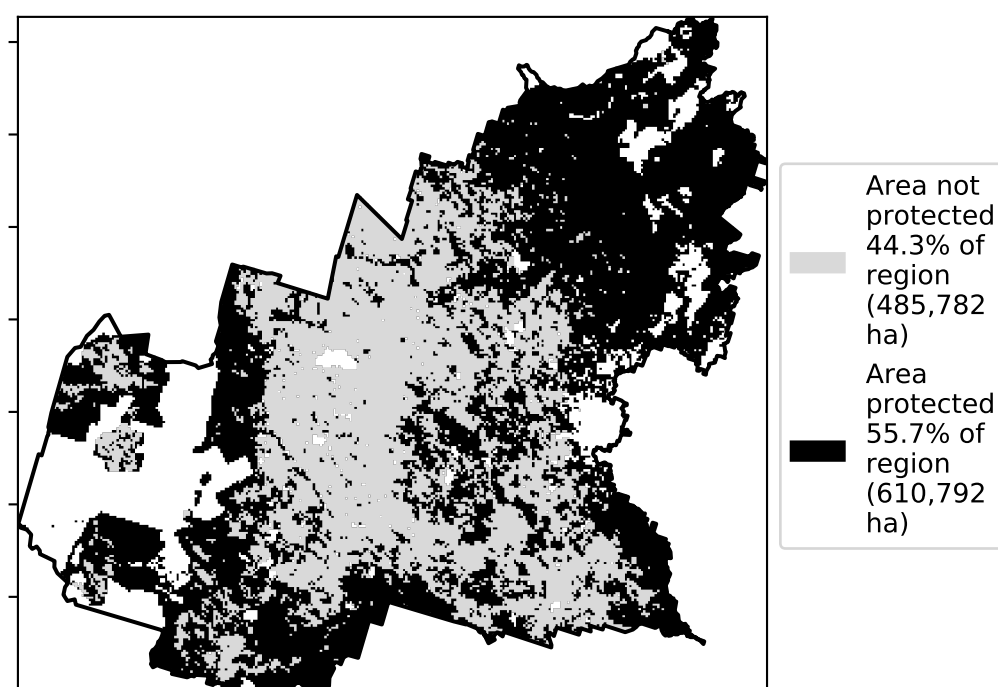 Area not
protected
44.3% of
region
(485,782
ha)
Area
protected
55.7% of
region
(610,792
ha)